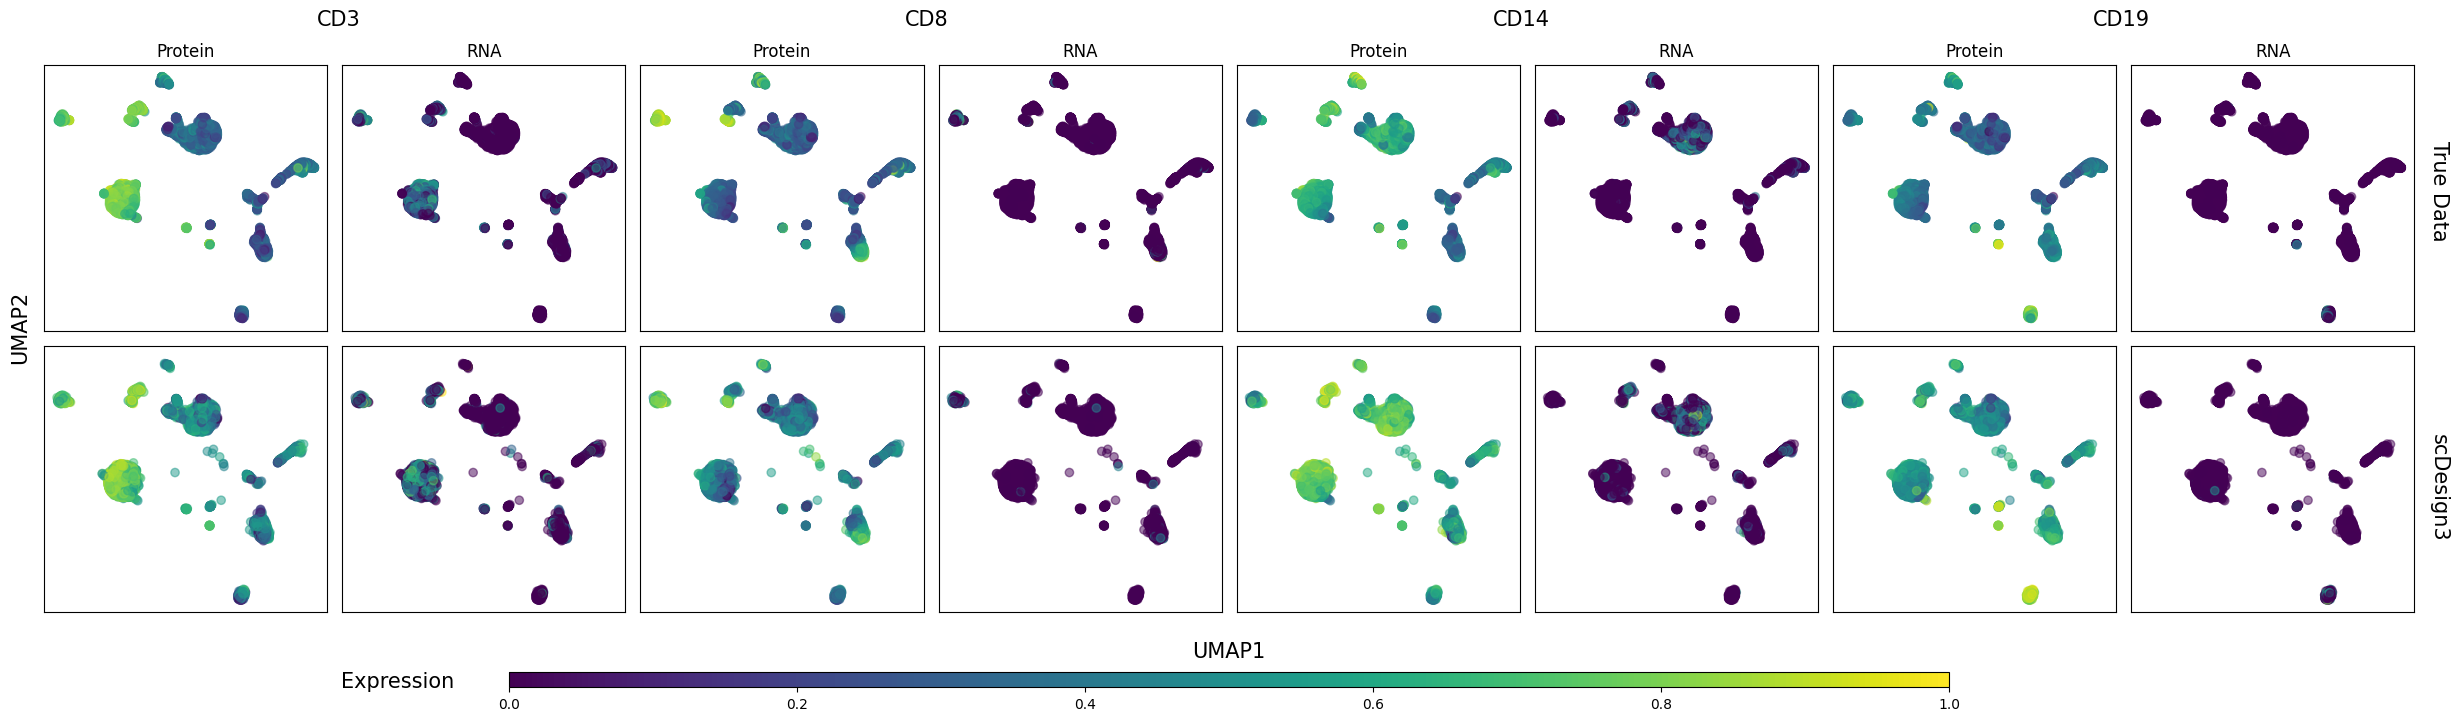 CD3 CD8 CD14 CD19
Protein RNA Protein RNA Protein RNA Protein RNA
True Data
UMAP2
scDesign3
UMAP1
Expression
0.0 0.2 0.4 0.6 0.8 1.0